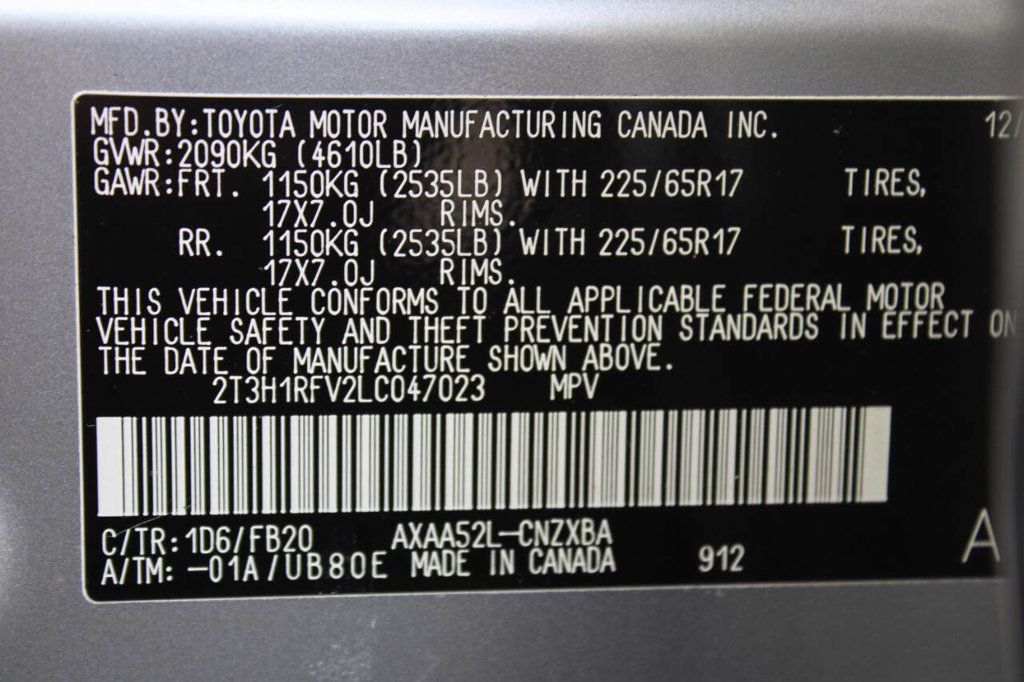 MFD.BY:TOYOTA MOTOR MANUFACTURING CANADA INC. 12/
GVWR:2090KG (4610LB)
GAWR:FRT. 1150KG (2535LB) WITH 225/65R17 TIRES,
17X7.0J RIMS.
RR. 1150KG (2535LB) WITH 225/65R17 TIRES,
17X7.0J RIMS.
THIS VEHICLE CONFORMS TO ALL APPLICABLE FEDERAL MOTOR
VEHICLE SAFETY AND THEFT PREVENTION STANDARDS IN EFFECT ON
THE DATE OF MANUFACTURE SHOWN ABOVE.
2T3H1RFV2LC047023 MPV
C/TR:1D6/FB20 AXAA52L-CNZXBA
A/TM:-01A/UB80E MADE IN CANADA 912 A